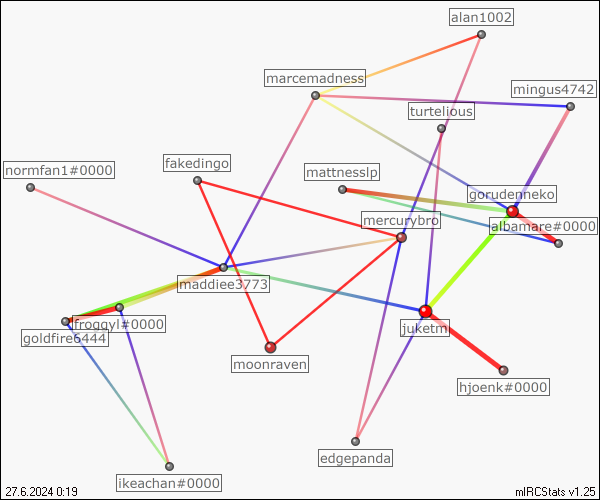 alan1002
marcemadness
mingus4742
turtelious
fakedingo
normfan1#0000
mattnesslp
gorudenneko
mercurybro
albamare#0000
maddiee3773
froggyl#0000
juketm
goldfire6444
moonraven
hjoenk#0000
edgepanda
ikeachan#0000
27.6.2024 0:19
mIRCStats v1.25